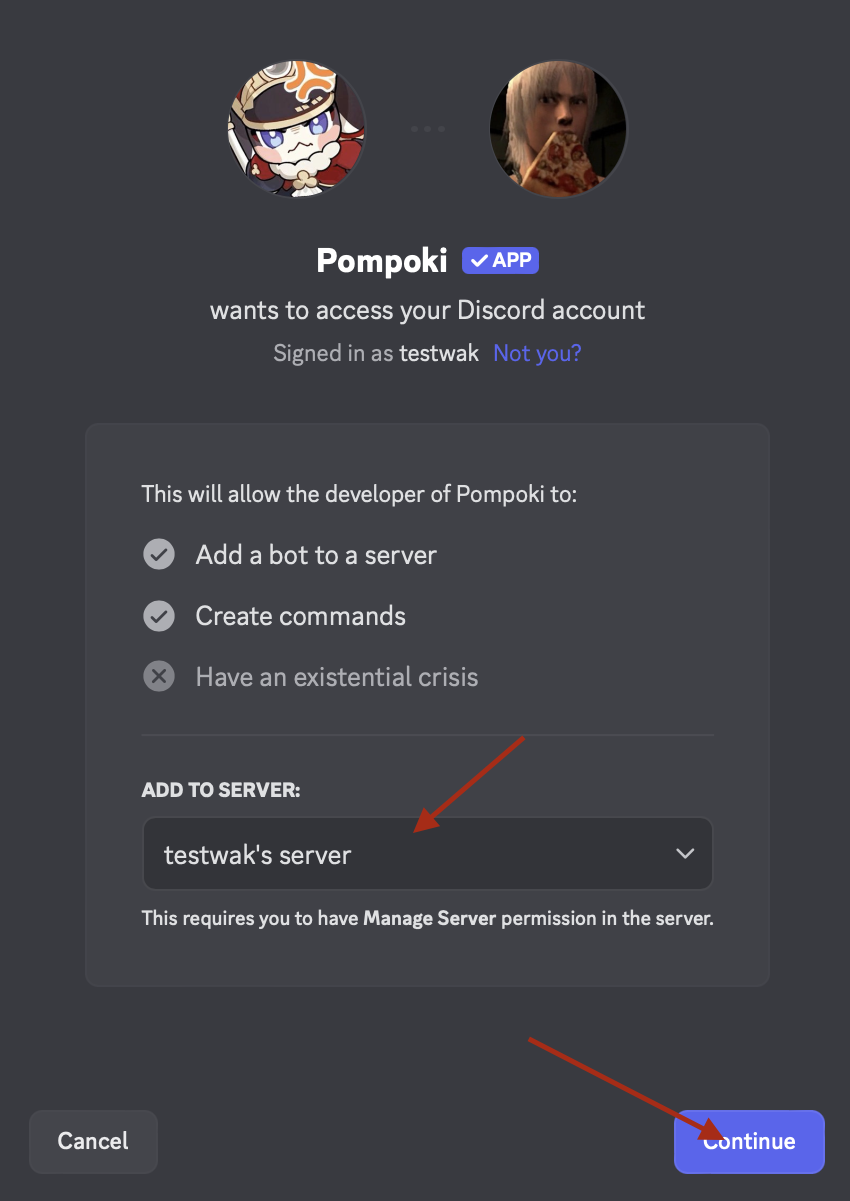 Pompoki APP
wants to access your Discord account
Signed in as testwak Not you?
This will allow the developer of Pompoki to:
Add a bot to a server
Create commands
Have an existential crisis
ADD TO SERVER:
testwak's server
This requires you to have Manage Server permission in the server.
Cancel
Continue